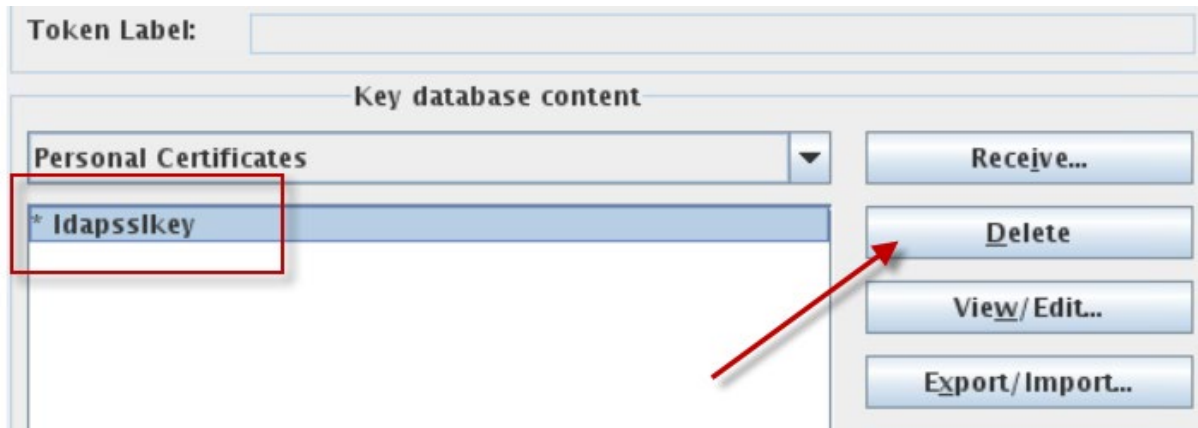 Token Label:
Key database content
Personal Certificates
Receive...
* ldapsslkey
Delete
View/Edit...
Export/Import...